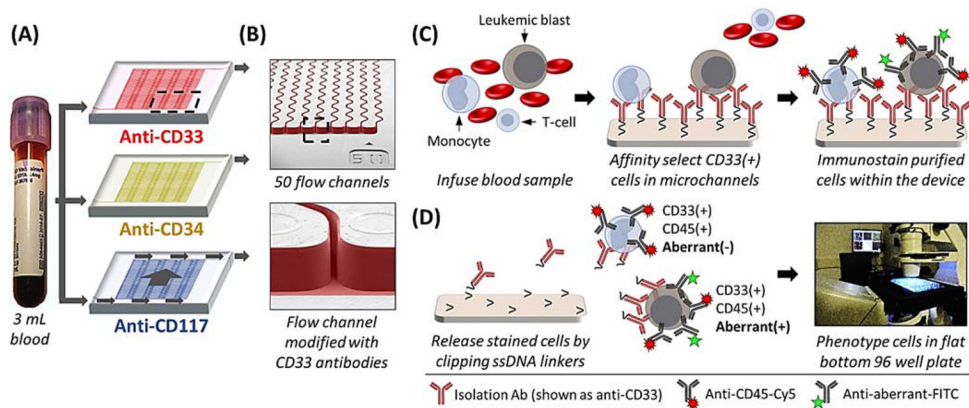 (A)
Anti-CD33
Anti-CD34
Anti-CD117
3 mL
blood
(B)
50 flow channels
Flow channel
modified with
CD33 antibodies
(C)
Leukemic blast
Monocyte
T-cell
Infuse blood sample
Affinity select CD33(+)
cells in microchannels
Immunostain purified
cells within the device
(D)
Release stained cells by
clipping ssDNA linkers
CD33(+)
CD45(+)
Aberrant(-)
CD33(+)
CD45(+)
Aberrant(+)
Phenotype cells in flat
bottom 96 well plate
Isolation Ab (shown as anti-CD33)
Anti-CD45-Cy5
Anti-aberrant-FITC